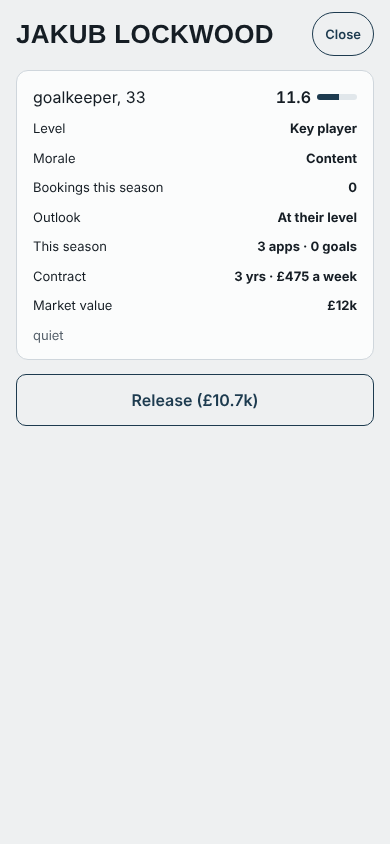 JAKUB LOCKWOOD
Close
goalkeeper, 33 11.6
Level Key player
Morale Content
Bookings this season 0
Outlook At their level
This season 3 apps · 0 goals
Contract 3 yrs · £475 a week
Market value £12k
quiet
Release (£10.7k)